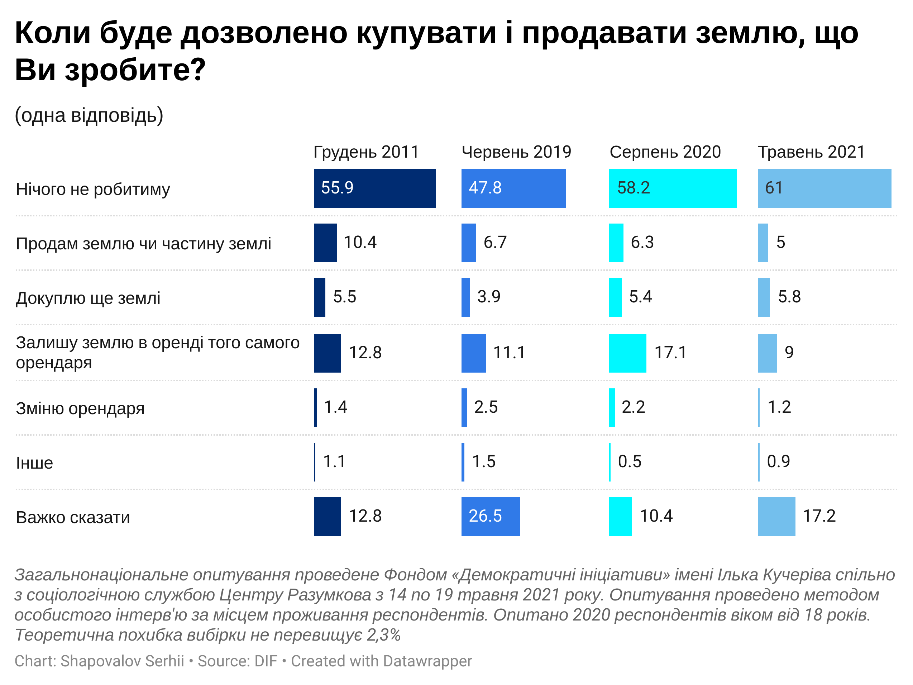 Коли буде дозволено купувати і продавати землю, що
Ви зробите?
(одна відповідь)
Грудень 2011 Червень 2019 Серпень 2020 Травень 2021
Нічого не робитиму 55.9 47.8 58.2 61
Продам землю чи частину землі 10.4 6.7 6.3 5
Докуплю ще землі 5.5 3.9 5.4 5.8
Залишу землю в оренді того самого
орендаря 12.8 11.1 17.1 9
Зміню орендаря 1.4 2.5 2.2 1.2
Інше 1.1 1.5 0.5 0.9
Важко сказати 12.8 26.5 10.4 17.2
Загальнонаціональне опитування проведене Фондом «Демократичні ініціативи» імені Ілька Кучеріва спільно
з соціологічною службою Центру Разумкова з 14 по 19 травня 2021 року. Опитування проведено методом
особистого інтерв'ю за місцем проживання респондентів. Опитано 2020 респондентів віком від 18 років.
Теоретична похибка вибірки не перевищує 2,3%
Chart: Shapovalov Serhii • Source: DIF • Created with Datawrapper